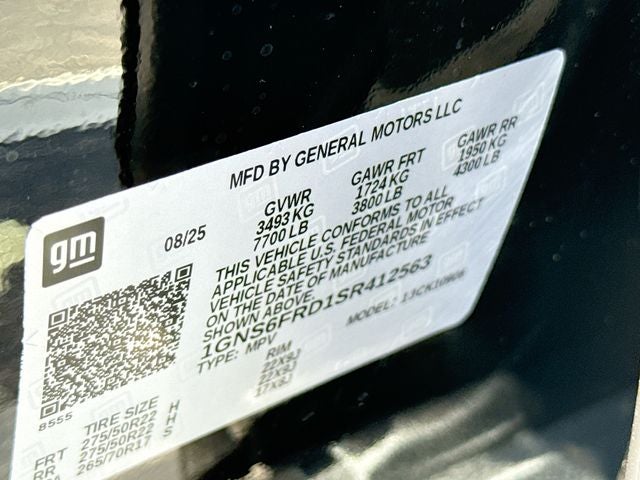 MFD BY GENERAL MOTORS LLC
gm
08/25
GVWR GAWR FRT GAWR RR
3493 KG 1724 KG 1950 KG
7700 LB 3800 LB 4300 LB
THIS VEHICLE CONFORMS TO ALL
APPLICABLE U.S. FEDERAL MOTOR
VEHICLE SAFETY STANDARDS IN EFFECT
ON THE DATE OF MANUFACTURE
SHOWN ABOVE.
1GNS6FRD1SR412563
TYPE: MPV MODEL: 13CK10906
8555
TIRE SIZE RIM
FRT 275/50R22 H 22X9J
RR 275/50R22 H 22X9J
265/70R17 S 17X8J